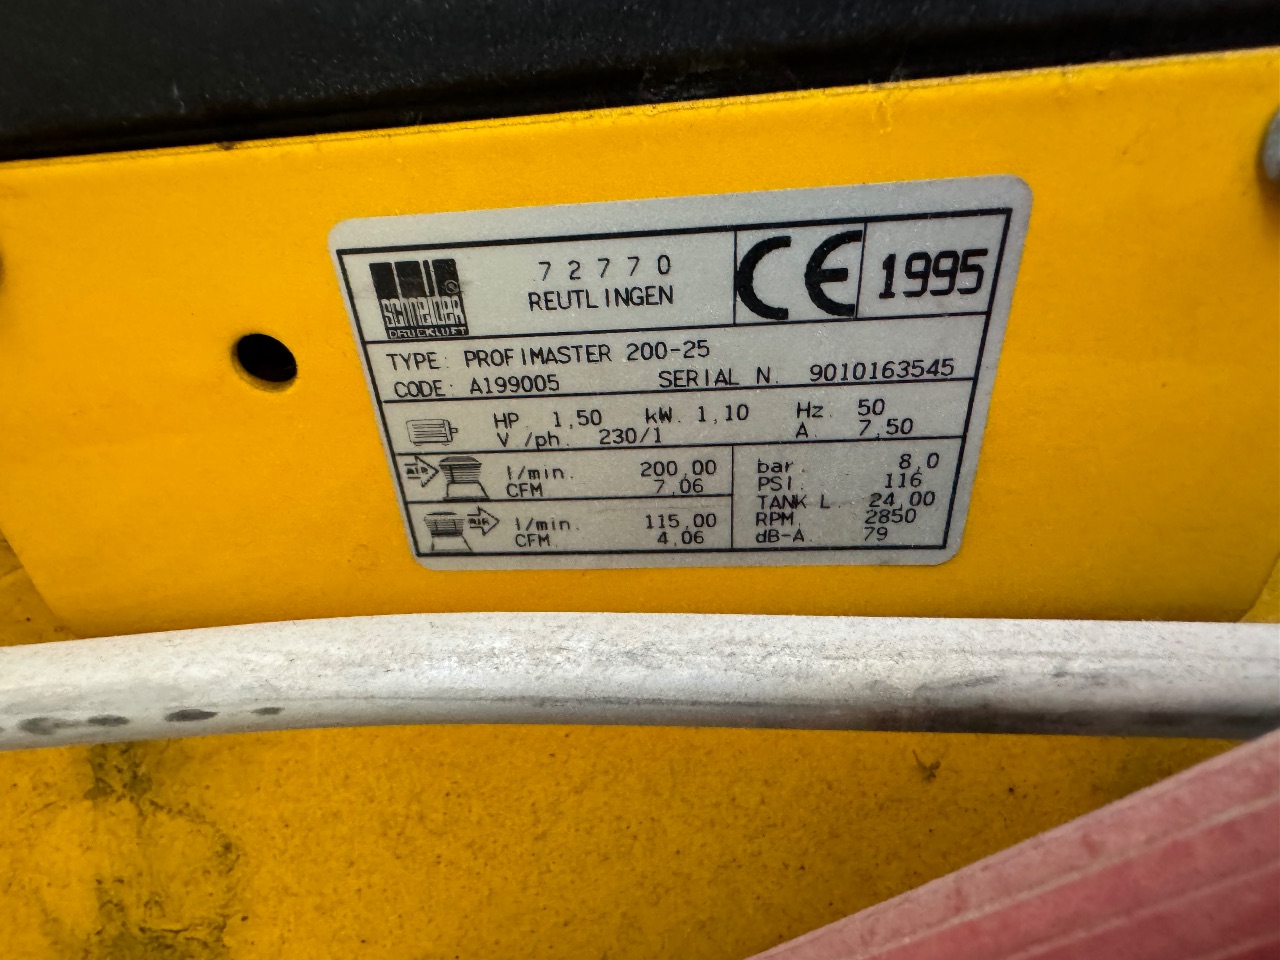 72770
REUTLINGEN
SCHNEIDER
DRUCKLUFT
CE 1995
TYPE: PROFIMASTER 200-25
CODE: A199005 SERIAL N. 9010163545
HP. 1,50 kW. 1,10 Hz. 50
V/ph. 230/1 A. 7,50
AIR l/min. 200,00
CFM 7,06
AIR l/min. 115,00
CFM. 4,06
bar. 8,0
PSI. 116
TANK L. 24,00
RPM. 2850
dB-A. 79